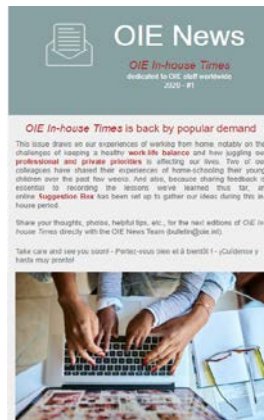 OIE News
OIE In-house Times
dedicated to OIE staff worldwide
2020 - #1
OIE In-house Times is back by popular demand
This issue draws on our experiences of working from home, notably on the
challenges of keeping a healthy work-life balance and how juggling our
professional and private priorities is affecting our lives. Two of our
colleagues have shared their experiences of home-schooling their young
children over the past few weeks. And also, because sharing feedback is
essential to recording the lessons we've learned thus far, an
online Suggestion Box has been set up to gather our ideas during this in-
house period.
Share your thoughts, photos, helpful tips, etc., for the next editions of OIE In-
house Times directly with the OIE News Team (bulletin@oie.int).
Take care and see you soon! - Portez-vous bien et à bientôt ! - ¡Cuídense y
hasta muy pronto!